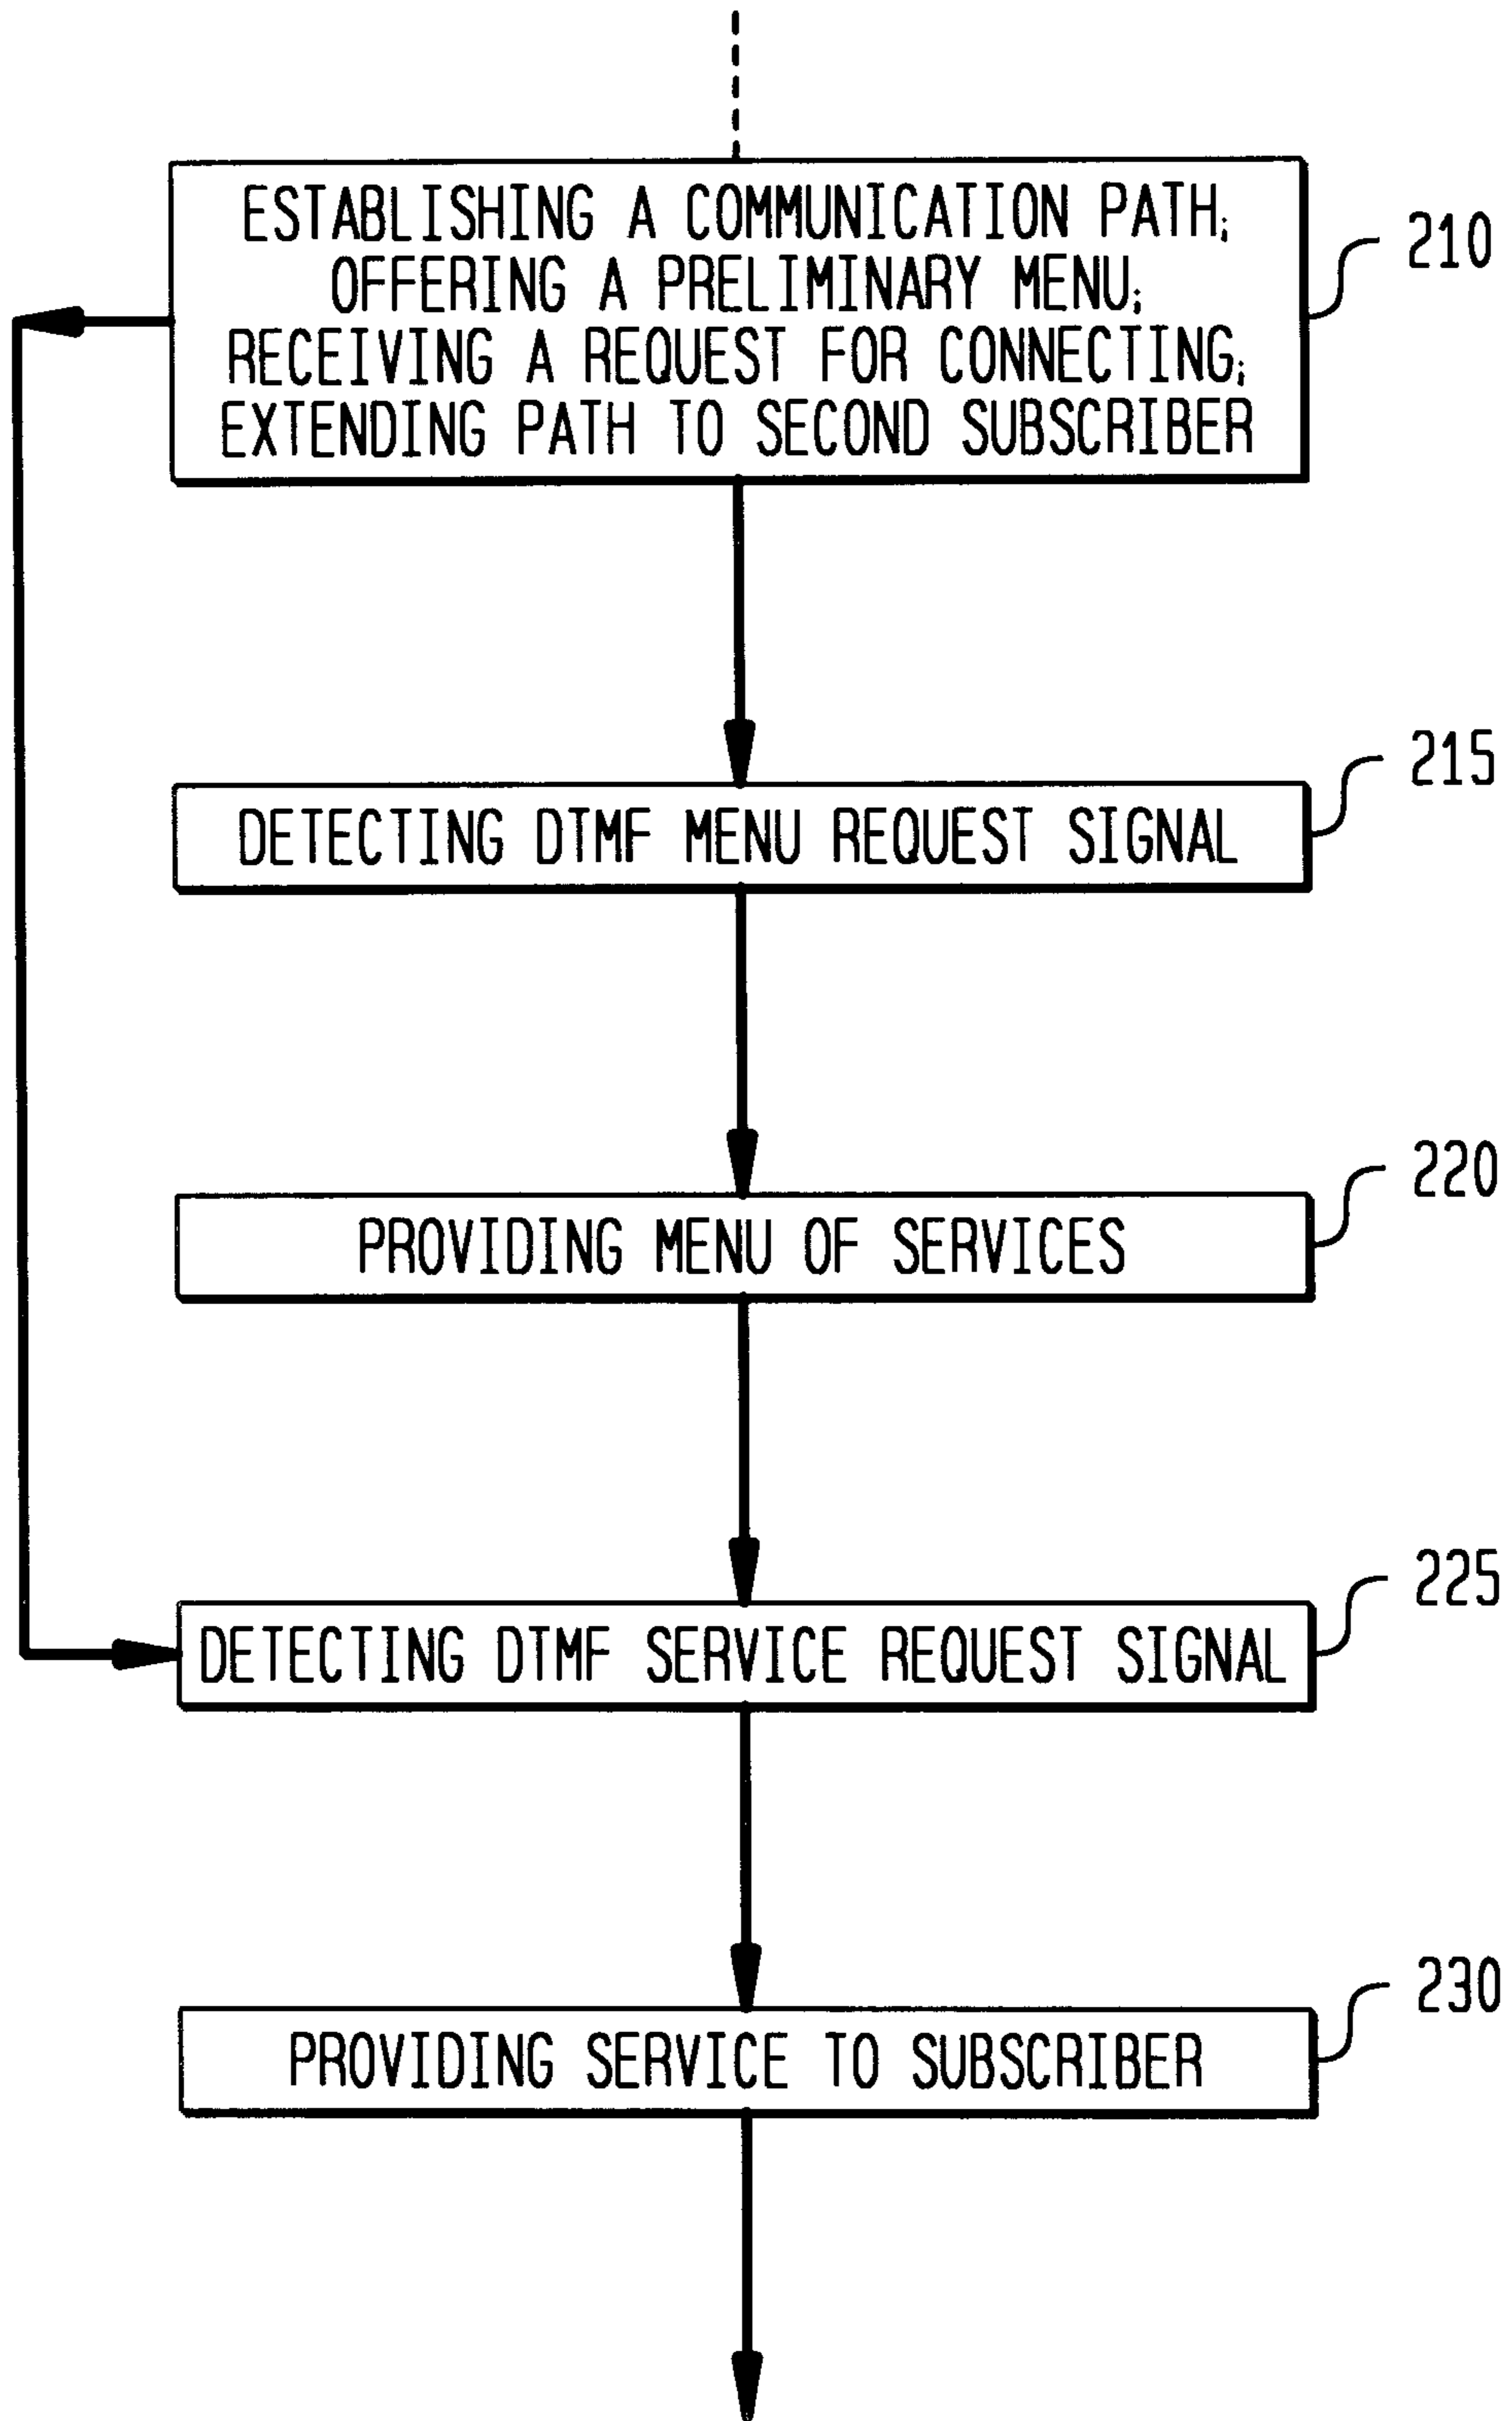 ESTABLISHING A COMMUNICATION PATH;
OFFERING A PRELIMINARY MENU;
RECEIVING A REQUEST FOR CONNECTING;
EXTENDING PATH TO SECOND SUBSCRIBER
210
DETECTING DTMF MENU REQUEST SIGNAL
215
PROVIDING MENU OF SERVICES
220
DETECTING DTMF SERVICE REQUEST SIGNAL
225
PROVIDING SERVICE TO SUBSCRIBER
230